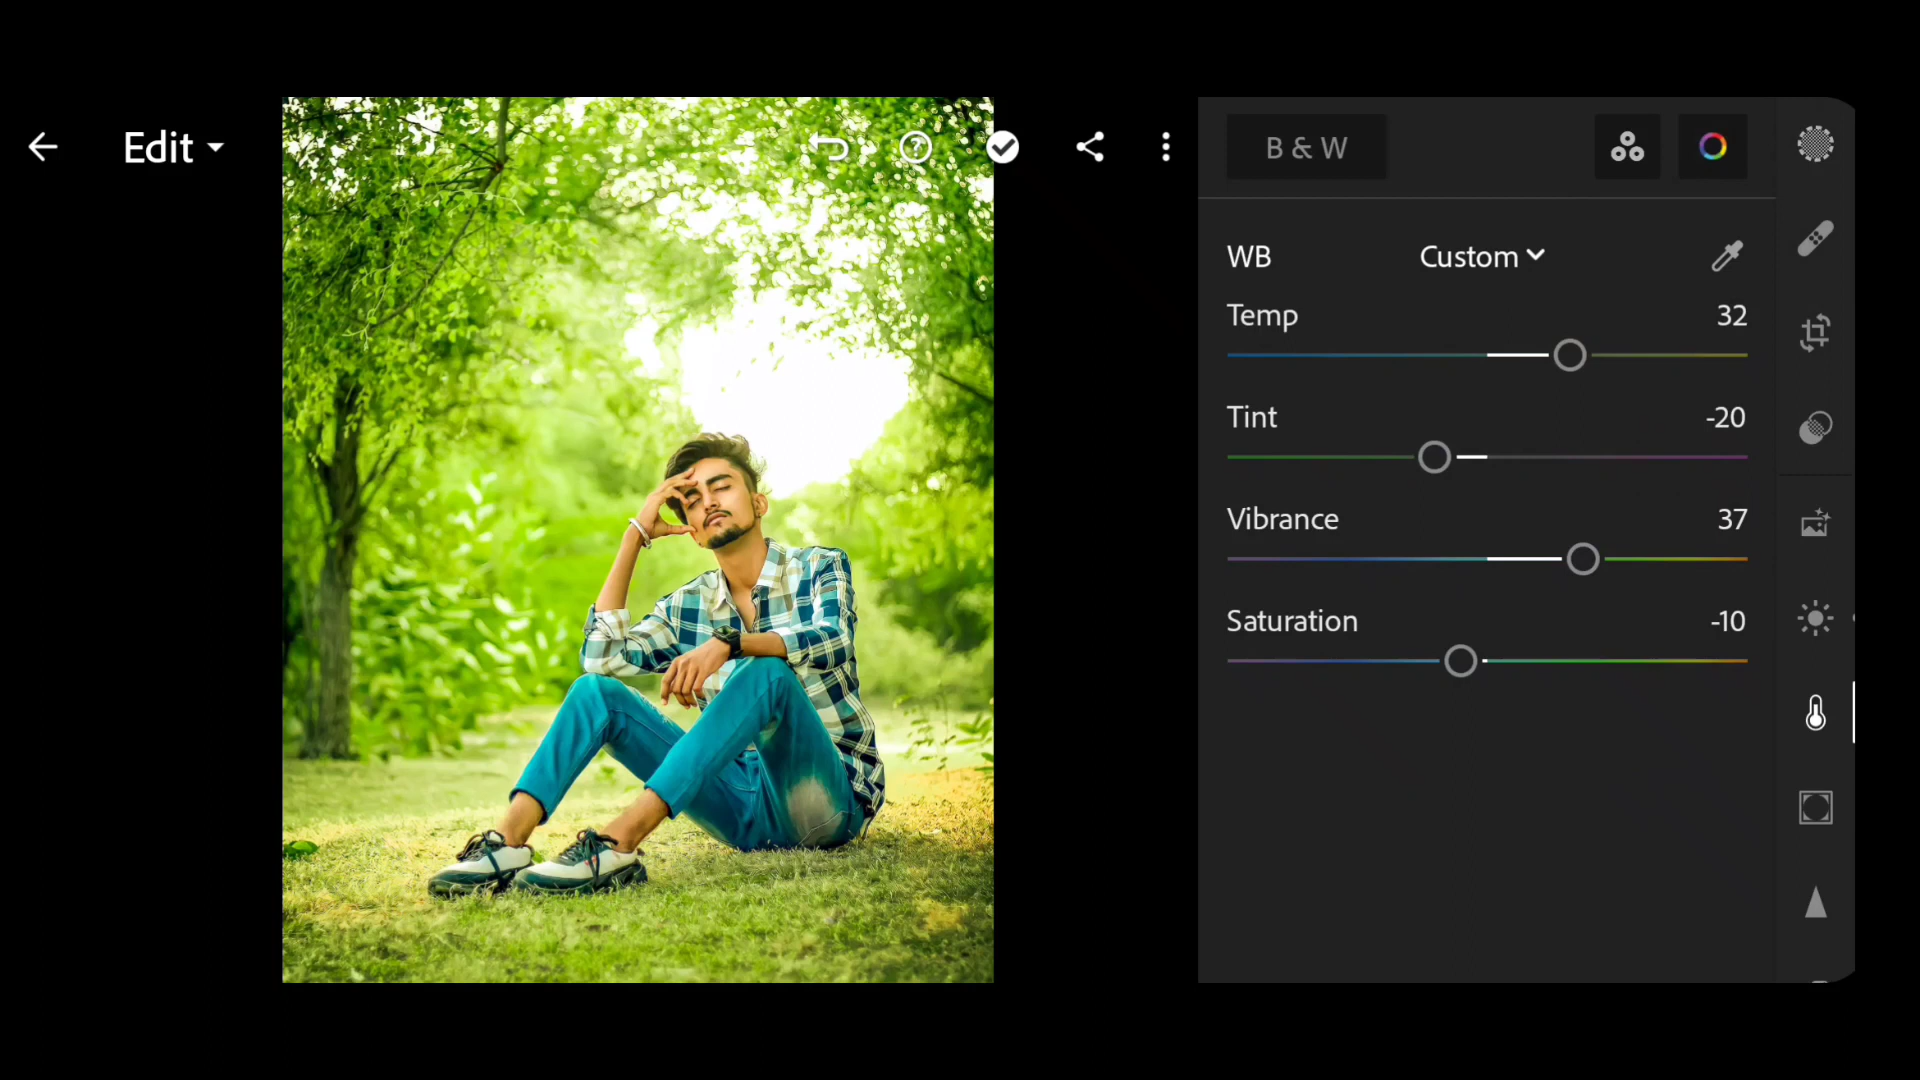 Edit
?
B & W
WB Custom
Temp 32
Tint -20
Vibrance 37
Saturation -10